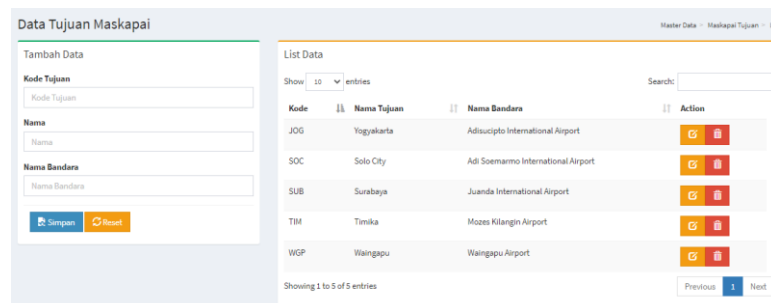 Data Tujuan Maskapai
Master Data > Maskapai Tujuan >
Tambah Data
Kode Tujuan
Kode Tujuan
Nama
Nama
Nama Bandara
Nama Bandara
Simpan Reset
List Data
Show 10 entries Search:
Kode Nama Tujuan Nama Bandara Action
JOG Yogyakarta Adisucipto International Airport
SOC Solo City Adi Soemarmo International Airport
SUB Surabaya Juanda International Airport
TIM Timika Mozes Kilangin Airport
WGP Waingapu Waingapu Airport
Showing 1 to 5 of 5 entries Previous 1 Next